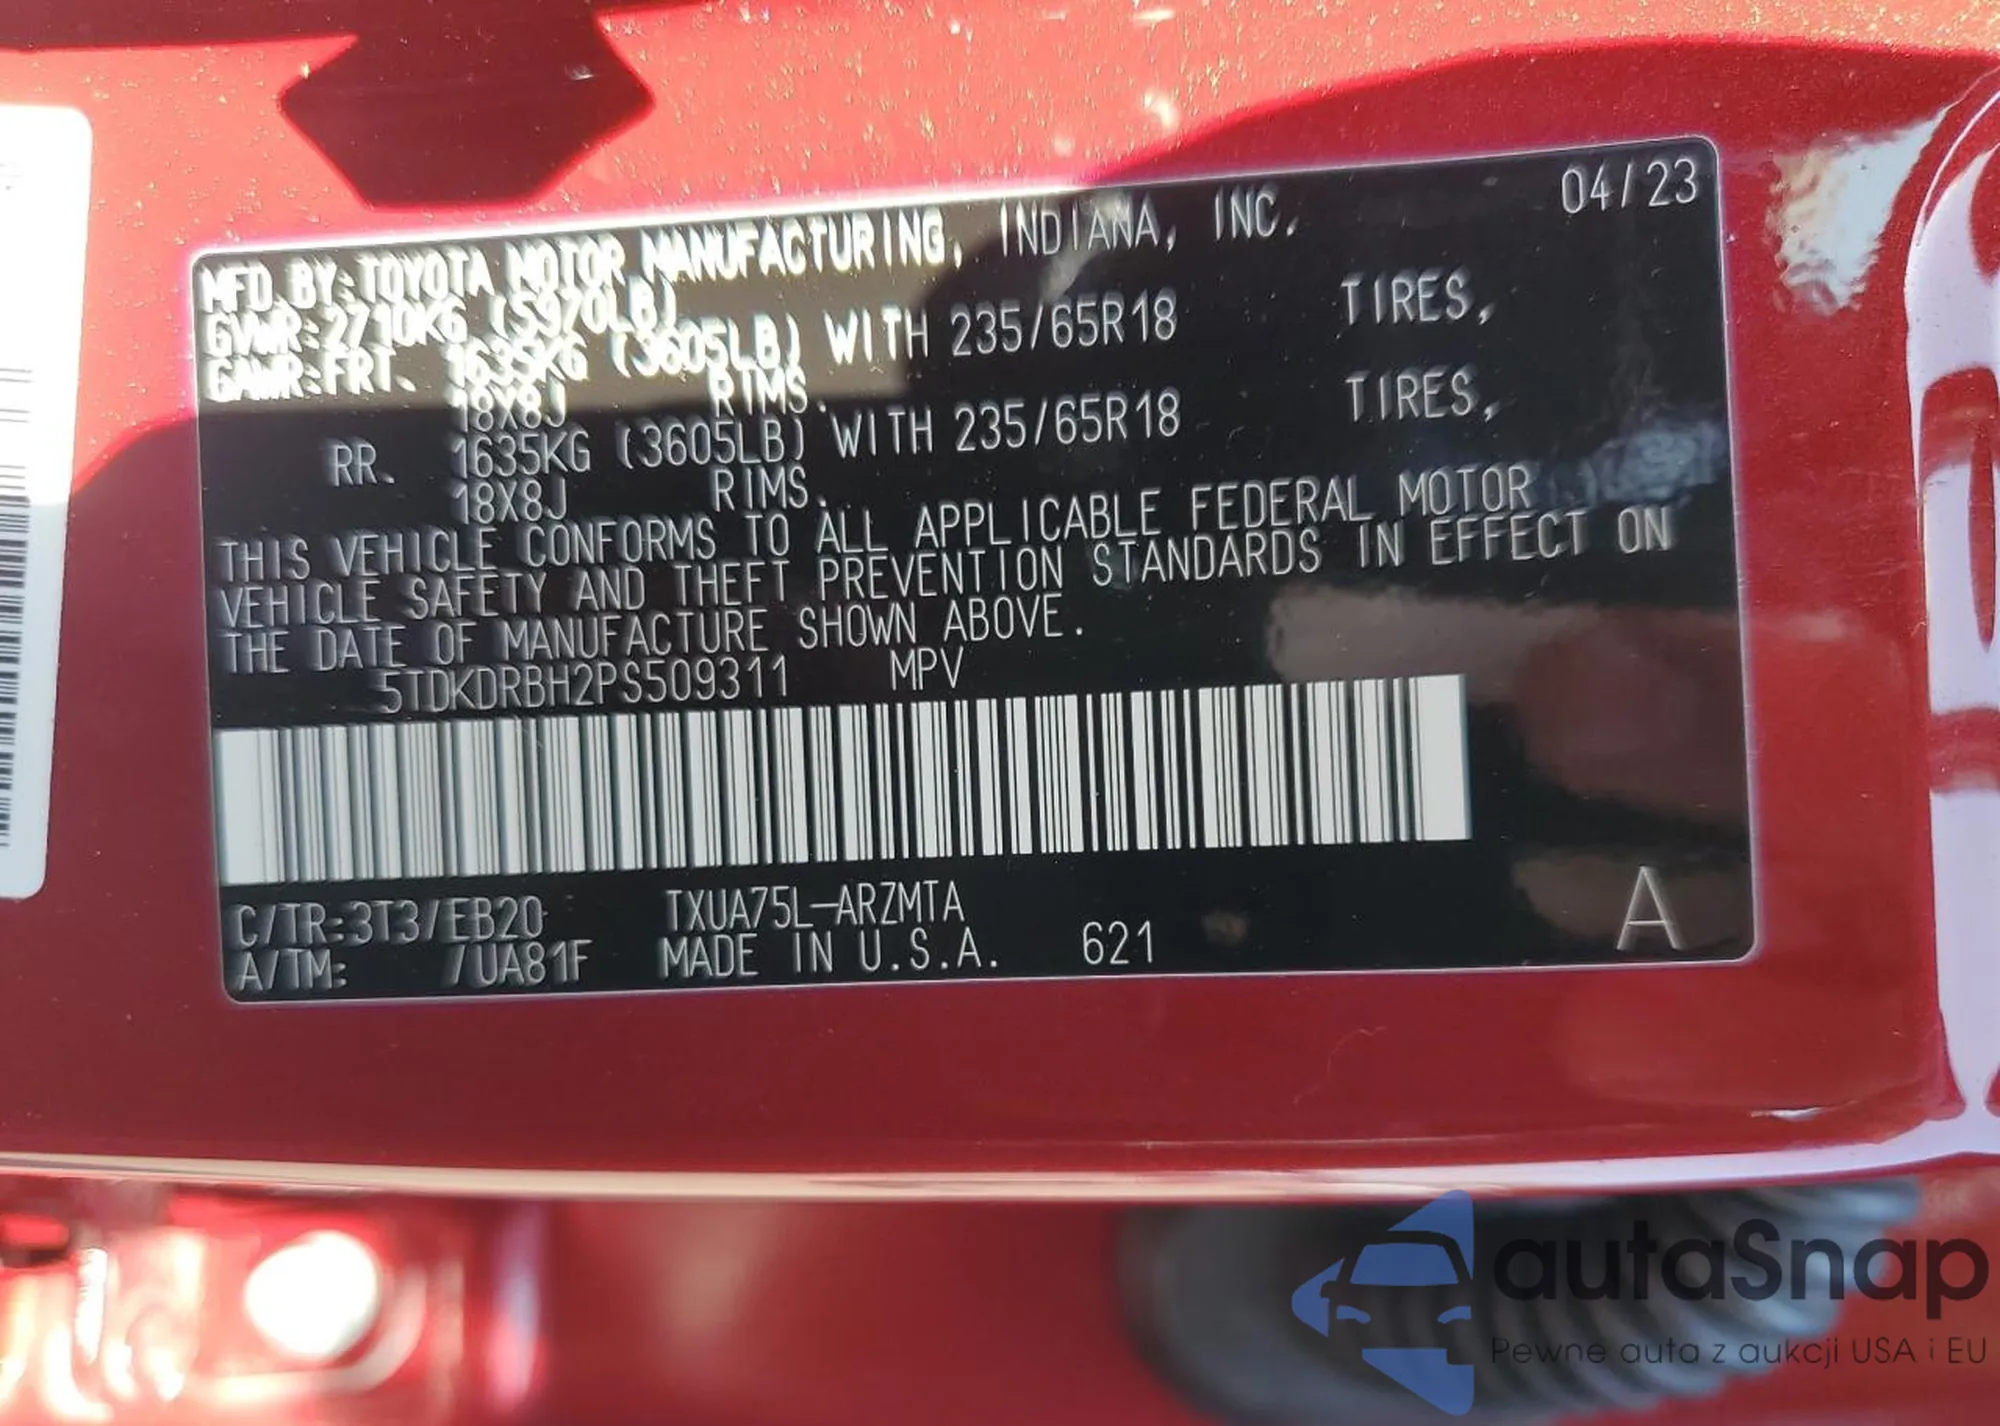 04/23
MFD. BY: TOYOTA MOTOR MANUFACTURING, INDIANA, INC.
GVWR: 2710KG (5970LB)
GAWR: FRT. 1635KG (3605LB) WITH 235/65R18 TIRES,
18X8J RIMS.
RR. 1635KG (3605LB) WITH 235/65R18 TIRES,
18X8J RIMS.
THIS VEHICLE CONFORMS TO ALL APPLICABLE FEDERAL MOTOR
VEHICLE SAFETY AND THEFT PREVENTION STANDARDS IN EFFECT ON
THE DATE OF MANUFACTURE SHOWN ABOVE.
5TDKDRBH2PS509311 MPV
C/TR: 3T3/EB20 TXUA75L-ARZMTA
A/TM: /UA81F MADE IN U.S.A. 621
A
autaSnap
Pewne auta z aukcji USA i EU